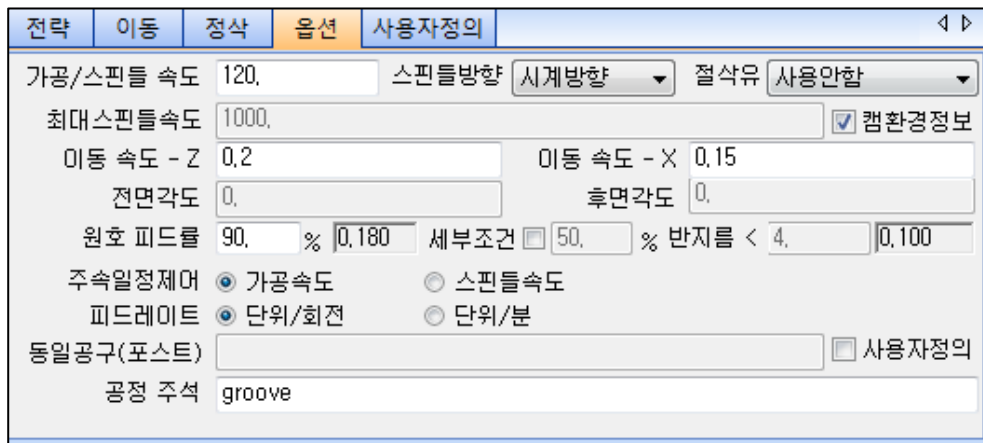 전략 이동 정삭 옵션 사용자정의
가공/스핀들 속도 120, 스핀들방향 시계방향 절삭유 사용안함
최대스핀들속도 1000, 캠환경정보
이동 속도 - Z 0,2 이동 속도 - X 0,15
전면각도 0, 후면각도 0,
원호 피드률 90, % 0,180 세부조건 50, % 반지름 < 4, 0,100
주속일정제어 가공속도 스핀들속도
피드레이트 단위/회전 단위/분
동일공구(포스트) 사용자정의
공정 주석 groove